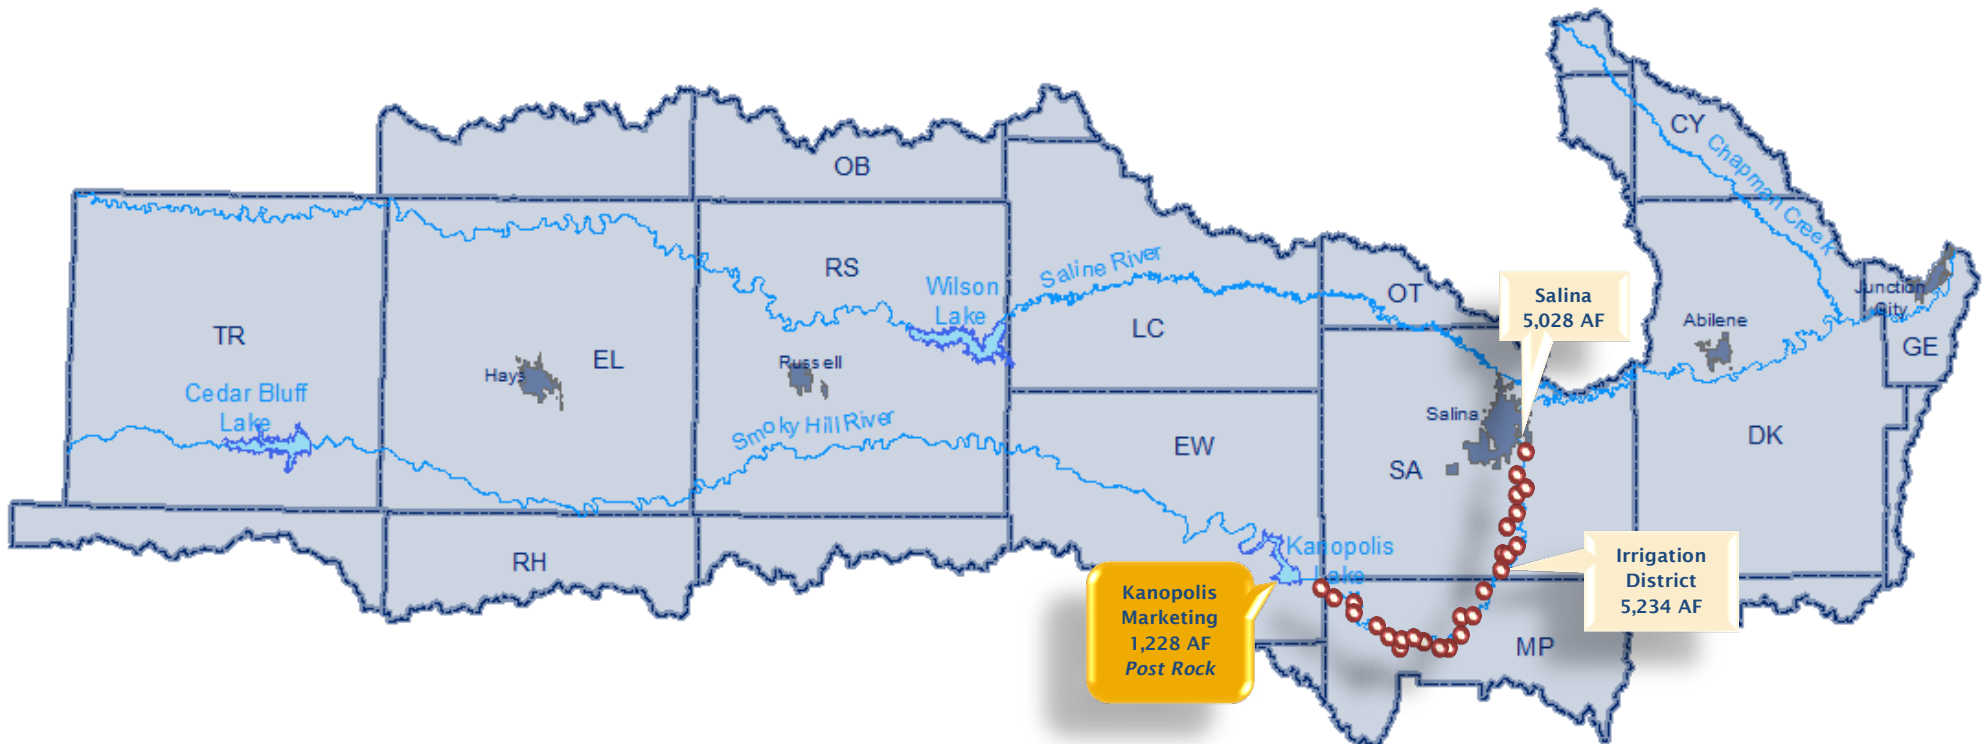 CY
Chapman Creek
OB
RS
Wilson
Lake
Saline River
OT
Salina
5,028 AF
Junction
City
Abilene
GE
TR
LC
Hays
EL
Russell
Cedar Bluff
Lake
Smoky Hill River
Salina
EW
SA
DK
RH
Kanopolis
Lake
Irrigation
District
5,234 AF
Kanopolis
Marketing
1,228 AF
Post Rock
MP